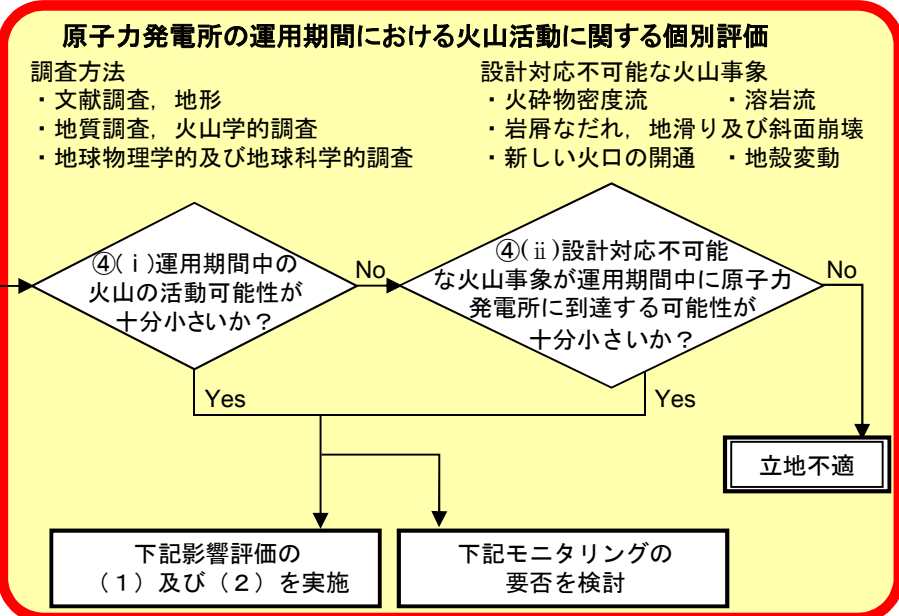 原子力発電所の運用期間における火山活動に関する個別評価
調査方法
・文献調査，地形
・地質調査，火山学的調査
・地球物理学的及び地球科学的調査
設計対応不可能な火山事象
・火砕物密度流 ・溶岩流
・岩屑なだれ，地滑り及び斜面崩壊
・新しい火口の開通 ・地殻変動
④(ⅰ)運用期間中の
火山の活動可能性が
十分小さいか？
No
④(ⅱ)設計対応不可能
な火山事象が運用期間中に原子力
発電所に到達する可能性が
十分小さいか？
No
Yes
Yes
立地不適
下記影響評価の
（１）及び（２）を実施
下記モニタリングの
要否を検討